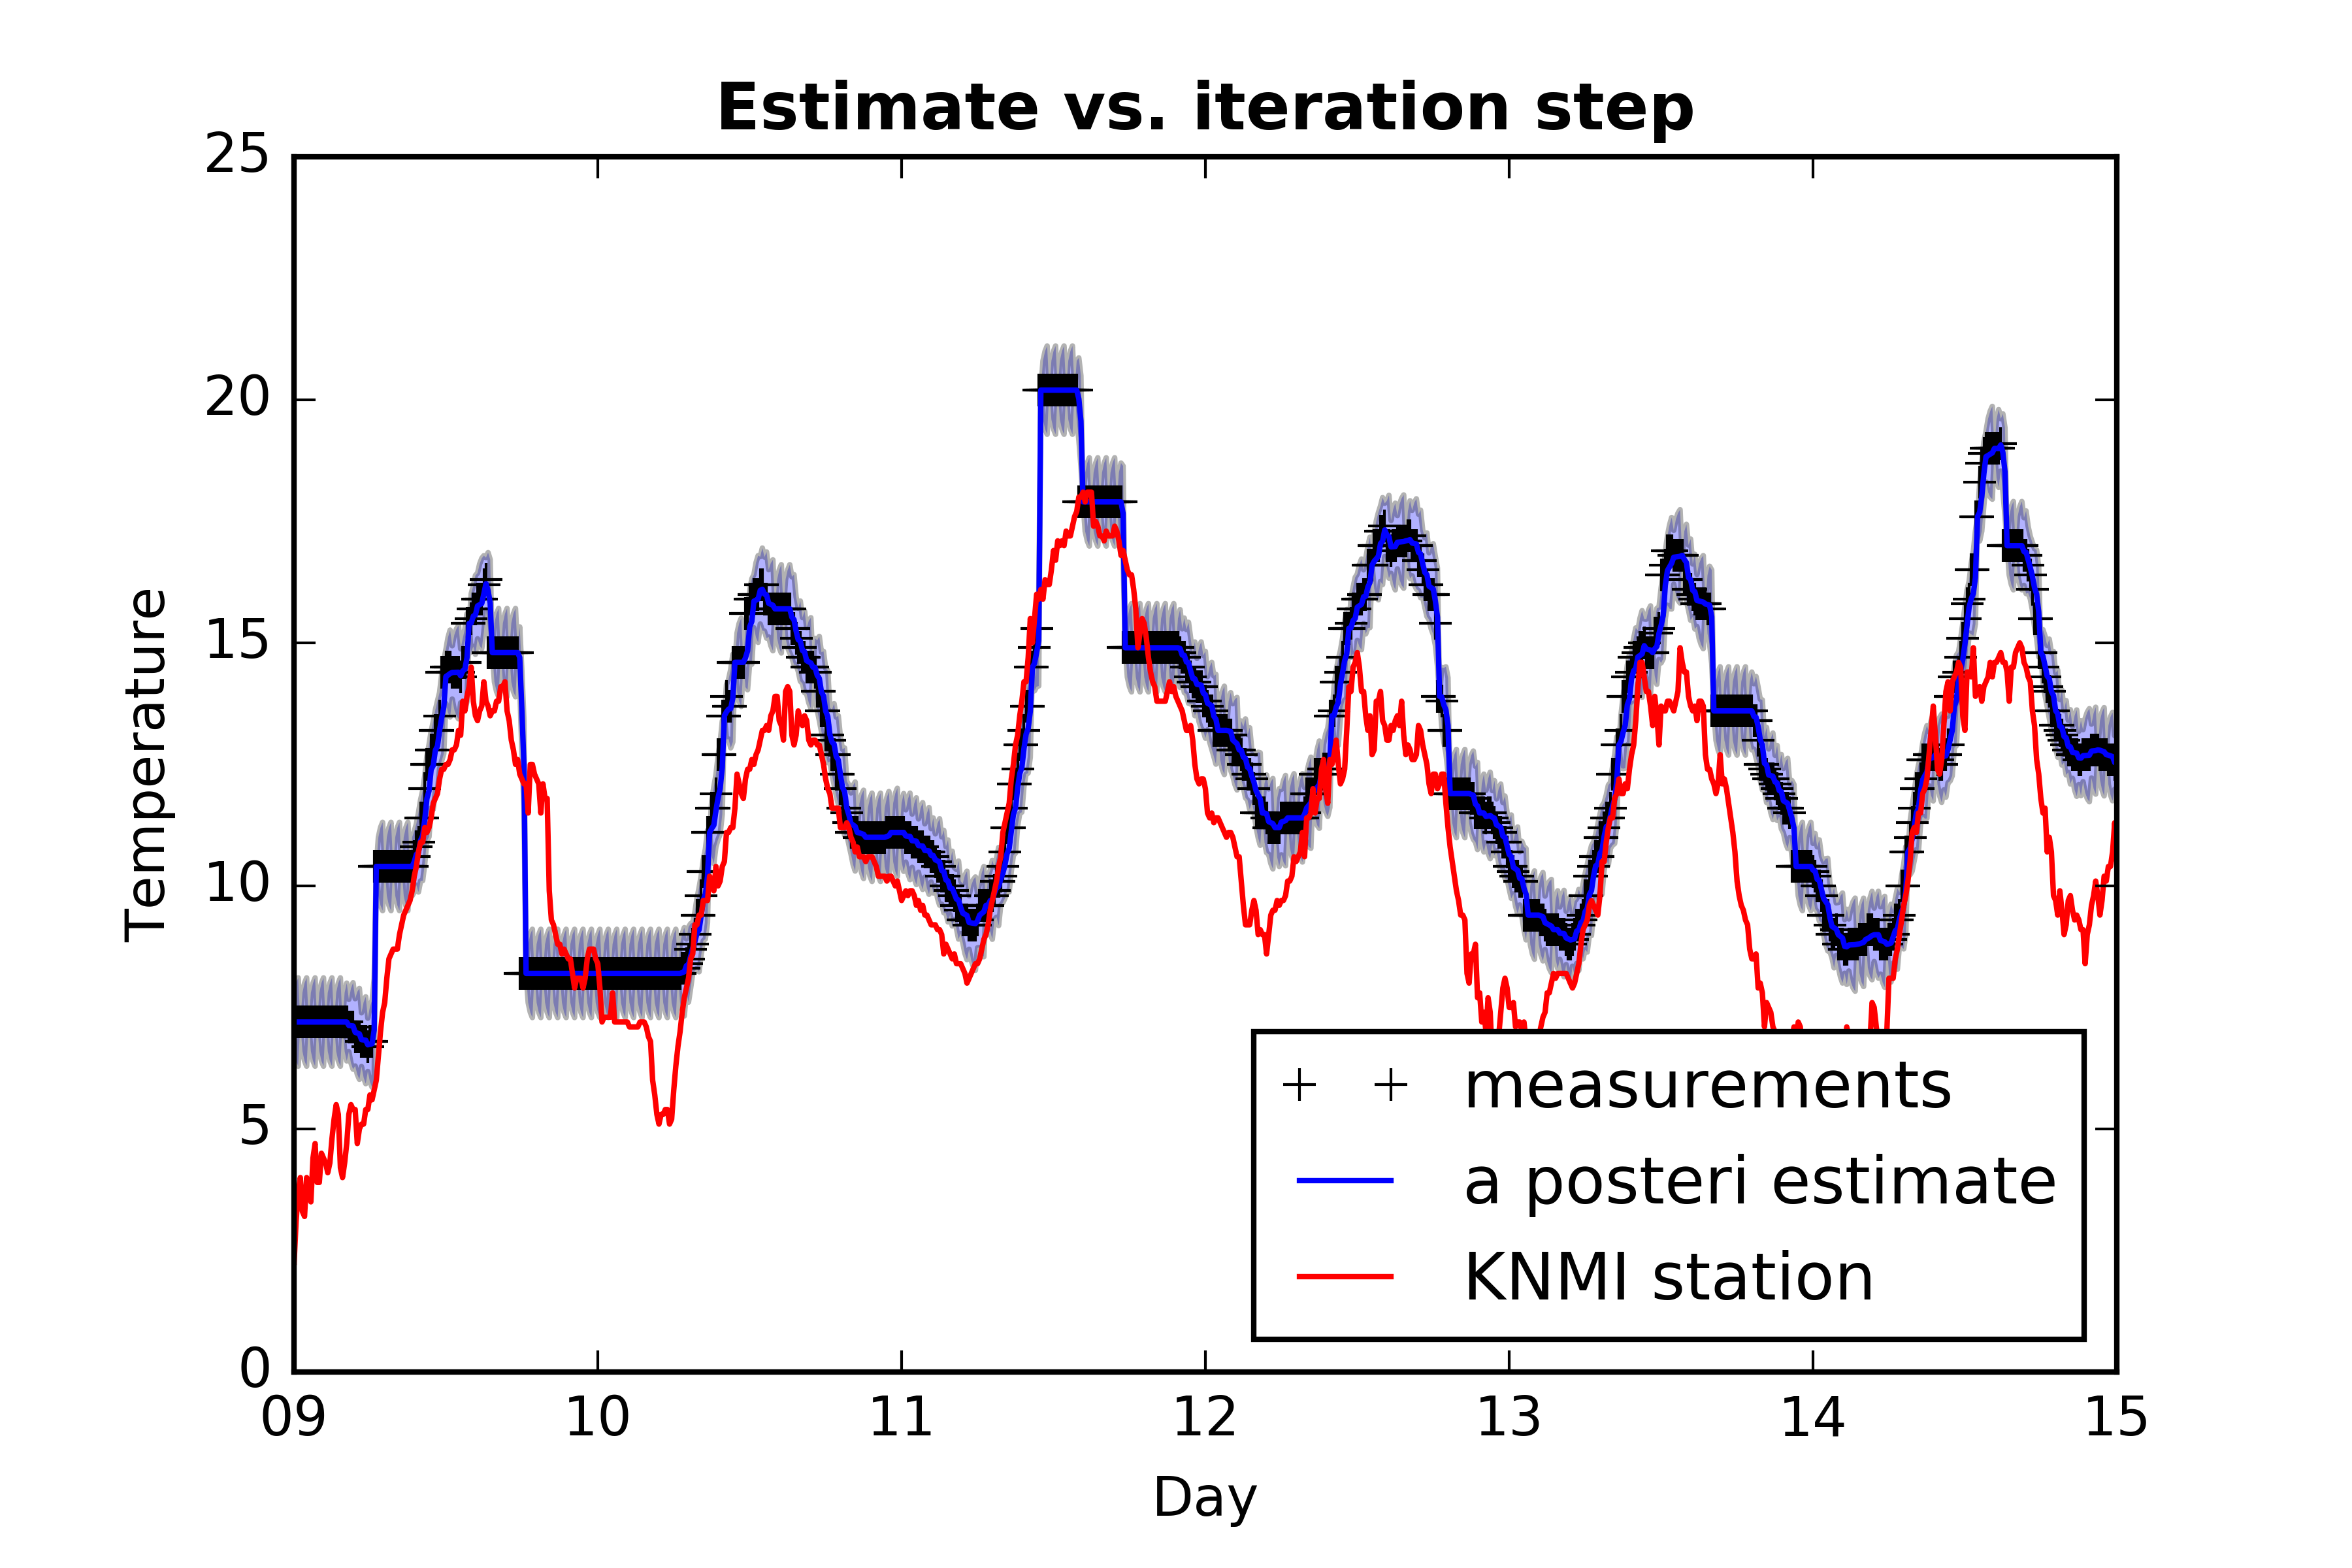 Estimate vs. iteration step
25
20
15
10
5
0
Temperature
09 10 11 12 13 14 15
Day
measurements
a posteri estimate
KNMI station